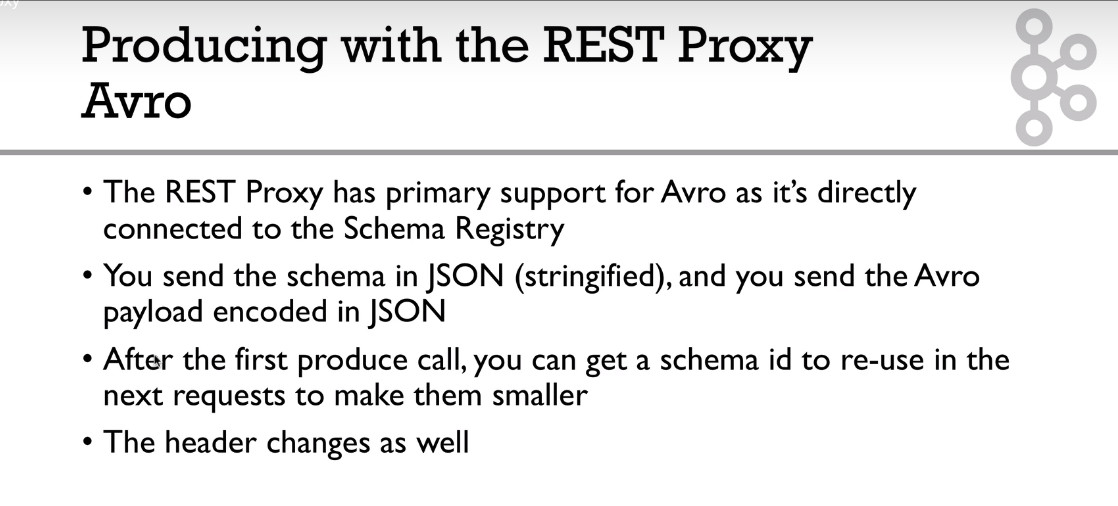 Producing with the REST Proxy
Avro
• The REST Proxy has primary support for Avro as it's directly
connected to the Schema Registry
• You send the schema in JSON (stringified), and you send the Avro
payload encoded in JSON
• After the first produce call, you can get a schema id to re-use in the
next requests to make them smaller
• The header changes as well